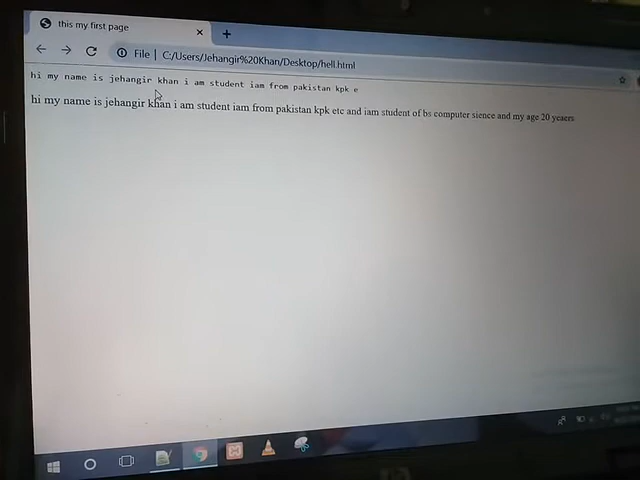 this my first page
File | C:/Users/Jehangir%20Khan/Desktop/hell.html
hi my name is jehangir khan i am student iam from pakistan kpk e
hi my name is jehangir khan i am student iam from pakistan kpk etc and iam student of bs computer sience and my age 20 yeaers